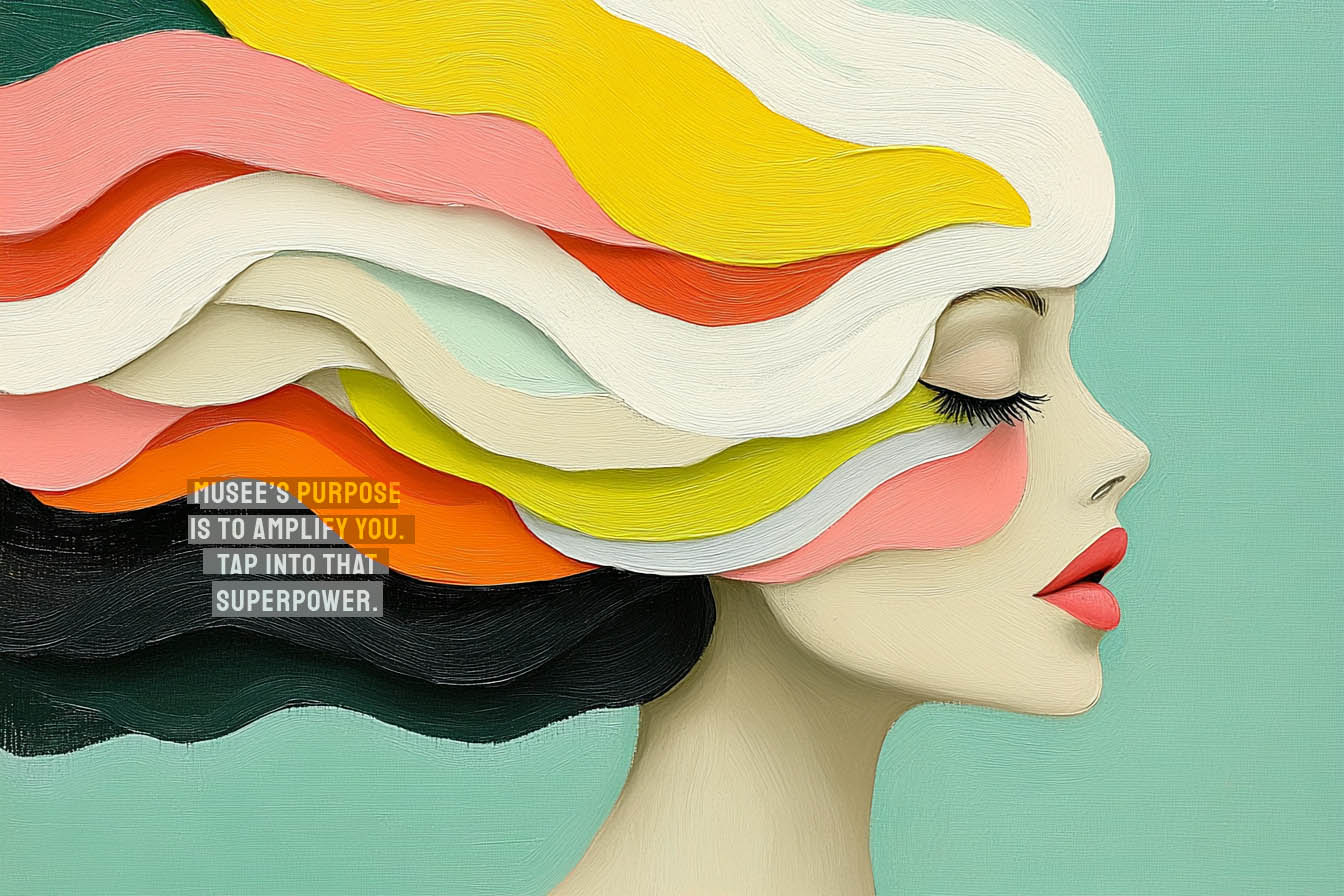 MUSEE'S PURPOSE
IS TO AMPLIFY YOU.
TAP INTO THAT
SUPERPOWER.